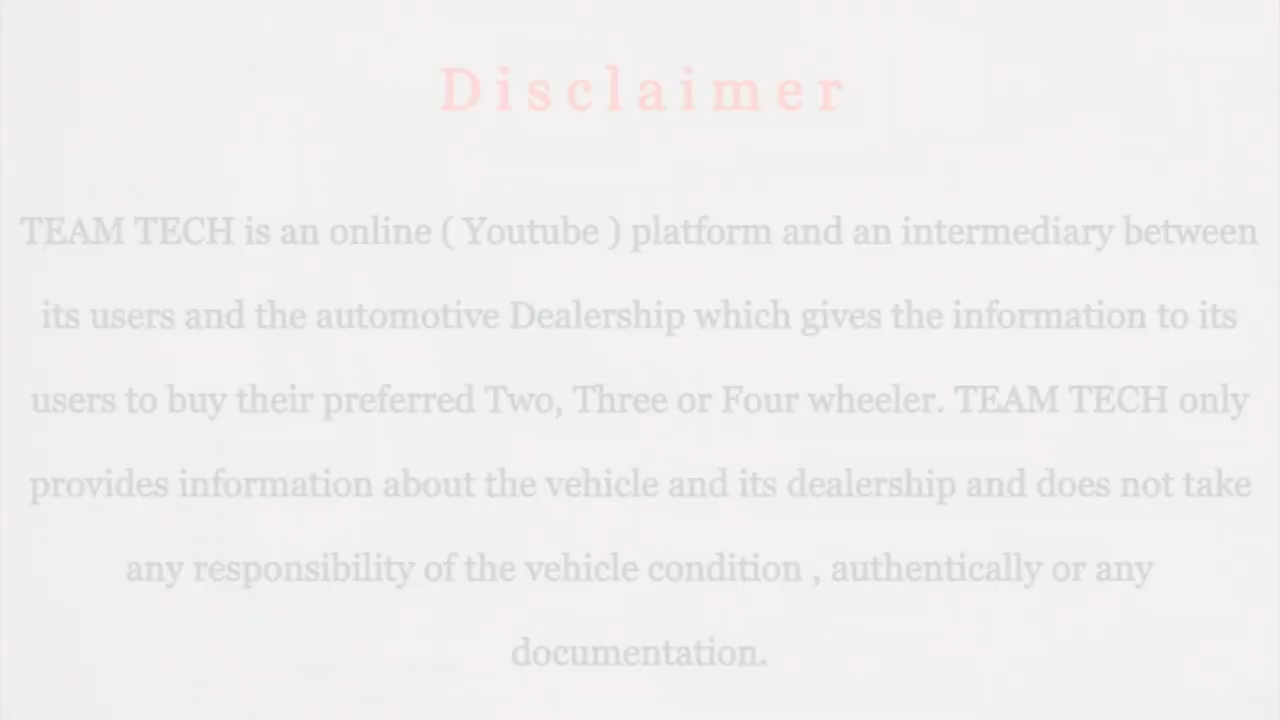 Disclaimer
TEAM TECH is an online ( Youtube ) platform and an intermediary between
its users and the automotive Dealership which gives the information to its
users to buy their preferred Two, Three or Four wheeler. TEAM TECH only
provides information about the vehicle and its dealership and does not take
any responsibility of the vehicle condition , authentically or any
documentation.